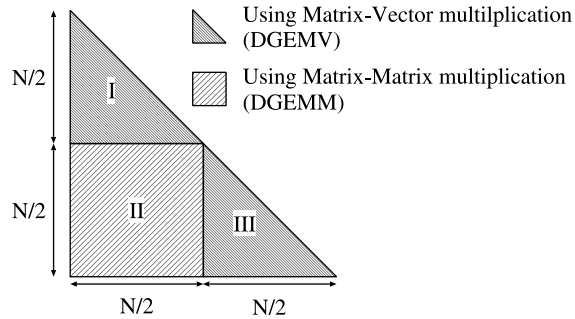 Using Matrix-Vector multilplication
(DGEMV)
N/2
I
Using Matrix-Matrix multiplication
(DGEMM)
N/2
II
III
N/2
N/2